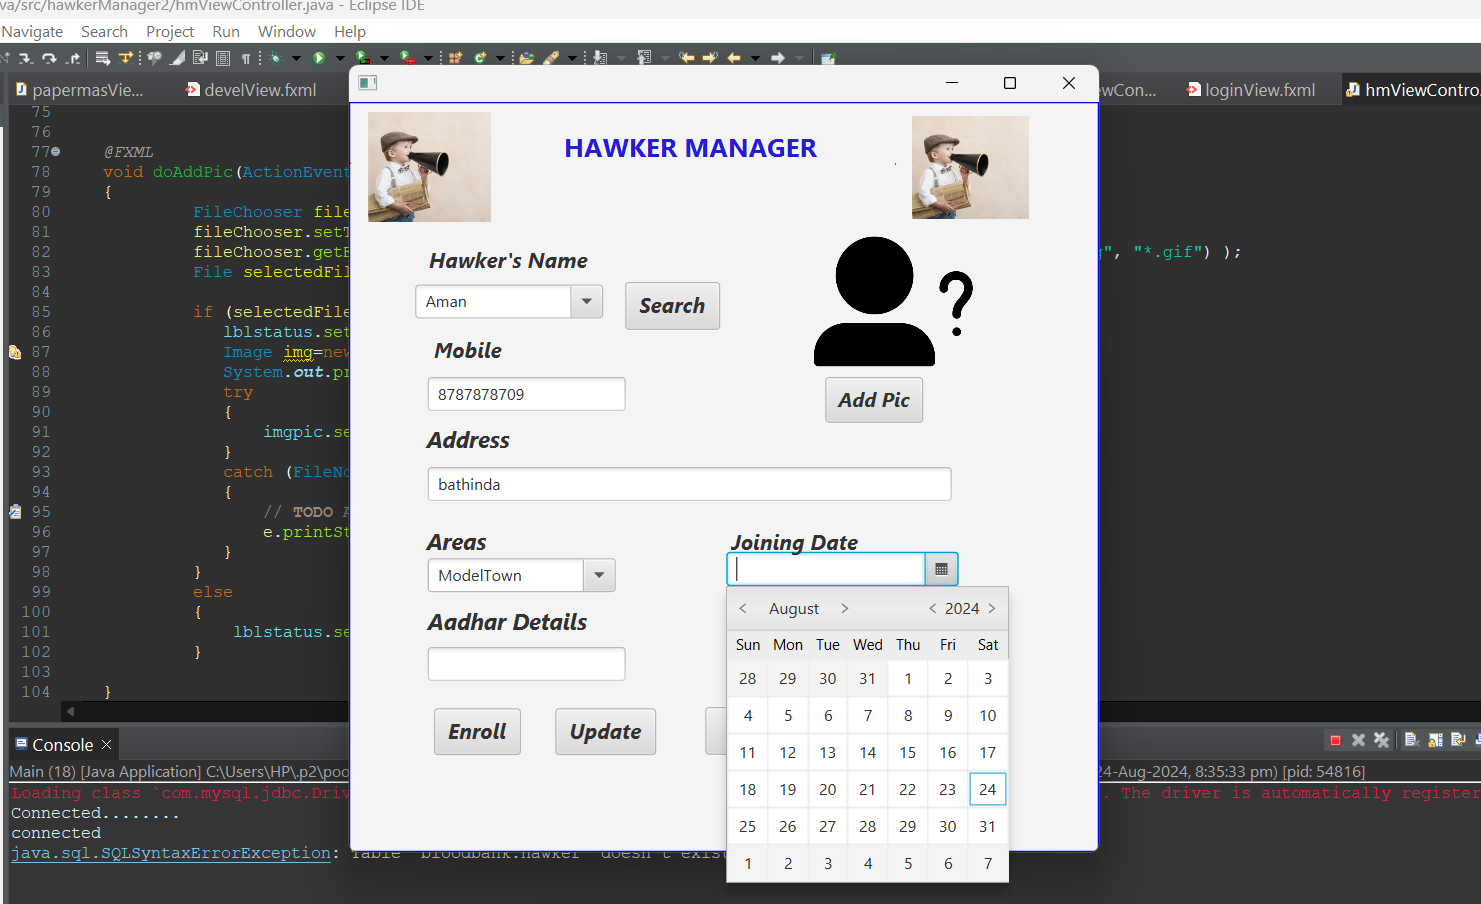 va/src/hawkerManager2/hmViewController.java - Eclipse IDE
Navigate Search Project Run Window Help
papermasVie... develView.fxml ewCon... loginView.fxml hmViewContro
HAWKER MANAGER
75
76
77 @FXML
78 void doAddPic(ActionEvent
79 {
80 FileChooser file
81 fileChooser.setT
82 fileChooser.getE ", "*.gif") );
83 File selectedFil
84
85 if (selectedFile
86 lblstatus.set
87 Image img=new
88 System.out.pr
89 try
90 {
91 imgpic.se
92 }
93 catch (FileNo
94 {
95 // TODO A
96 e.printSt
97 }
98 }
99 else
100 {
101 lblstatus.se
102 }
103
104 }
Hawker's Name
Aman
Search
Mobile
8787878709
Add Pic
Address
bathinda
Areas
ModelTown
Joining Date
< August > < 2024 >
Sun Mon Tue Wed Thu Fri Sat
28 29 30 31 1 2 3
4 5 6 7 8 9 10
11 12 13 14 15 16 17
18 19 20 21 22 23 24
25 26 27 28 29 30 31
1 2 3 4 5 6 7
Aadhar Details
Enroll Update
Console
Main (18) [Java Application] C:\Users\HP\.p2\poo 24-Aug-2024, 8:35:33 pm) [pid: 54816]
Loading class `com.mysql.jdbc.Driv . The driver is automatically register
Connected........
connected
java.sql.SQLSyntaxErrorException: Table 'bloodbank.hawker' doesn't exist